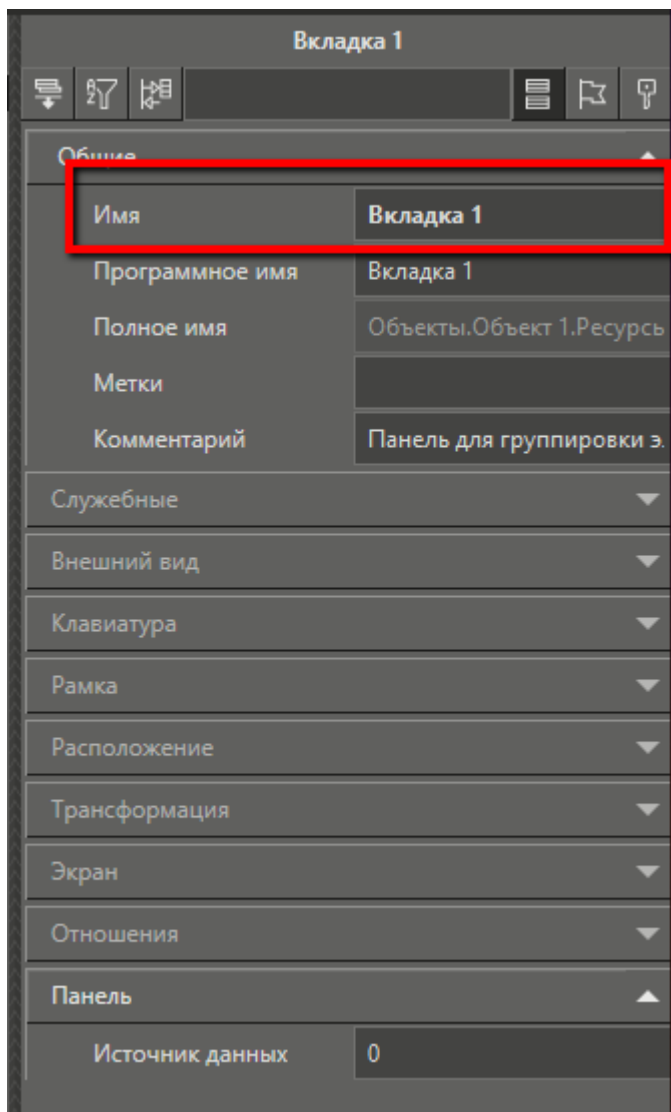 Вкладка 1
Общие
Имя Вкладка 1
Программное имя Вкладка 1
Полное имя Объекты.Объект 1.Ресурсы
Метки
Комментарий Панель для группировки э.
Служебные
Внешний вид
Клавиатура
Рамка
Расположение
Трансформация
Экран
Отношения
Панель
Источник данных 0